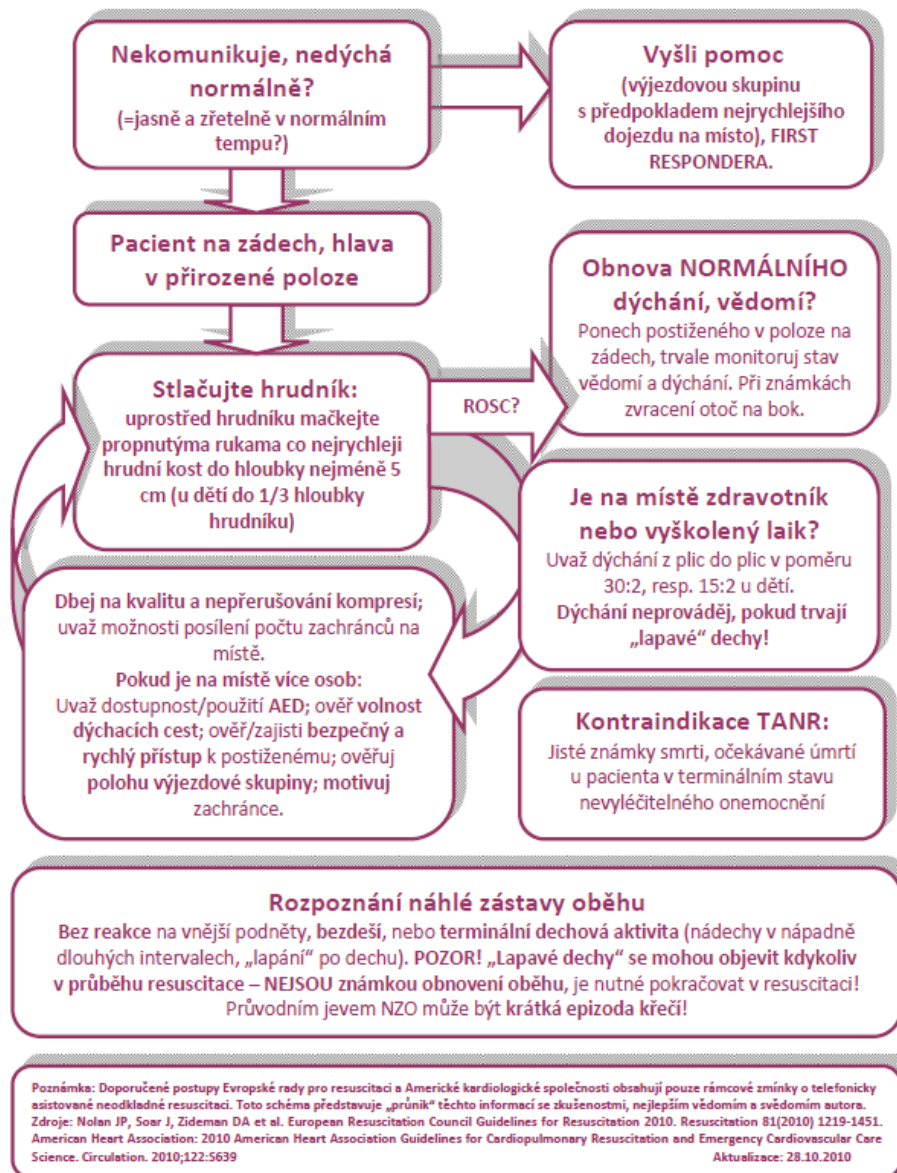 Nekomunikuje, nedýchá
normálně?
(=jasně a zřetelně v normálním
tempu?)
Vyšli pomoc
(výjezdovou skupinu
s předpokladem nejrychlejšího
dojezdu na místo), FIRST
RESPONDERA.
Pacient na zádech, hlava
v přirozené poloze
Obnova NORMÁLNÍHO
dýchání, vědomí?
Ponech postiženého v poloze na
zádech, trvale monitoruj stav
vědomí a dýchání. Při známkách
zvracení otoč na bok.
Stlačujte hrudník:
uprostřed hrudníku mačkejte
propnutýma rukama co nejrychleji
hrudní kost do hloubky nejméně 5
cm (u dětí do 1/3 hloubky
hrudníku)
ROSC?
Je na místě zdravotník
nebo vyškolený laik?
Uvaž dýchání z plic do plic v poměru
30:2, resp. 15:2 u dětí.
Dýchání neprováděj, pokud trvají
„lapavé“ dechy!
Dbej na kvalitu a nepřerušování kompresí;
uvaž možnosti posílení počtu zachránců na
místě.
Pokud je na místě více osob:
Uvaž dostupnost/použití AED; ověř volnost
dýchacích cest; ověř/zajisti bezpečný a
rychlý přístup k postiženému; ověřuj
polohu výjezdové skupiny; motivuj
zachránce.
Kontraindikace TANR:
Jisté známky smrti, očekávané úmrtí
u pacienta v terminálním stavu
nevyléčitelného onemocnění
Rozpoznání náhlé zástavy oběhu
Bez reakce na vnější podněty, bezdeší, nebo terminální dechová aktivita (nádechy v nápadně
dlouhých intervalech, „lapání“ po dechu). POZOR! „Lapavé dechy“ se mohou objevit kdykoliv
v průběhu resuscitace – NEJSOU známkou obnovení oběhu, je nutné pokračovat v resuscitaci!
Průvodním jevem NZO může být krátká epizoda křečí!
Poznámka: Doporučené postupy Evropské rady pro resuscitaci a Americké kardiologické společnosti obsahují pouze rámcové zmínky o telefonicky
asistované neodkladné resuscitaci. Toto schéma představuje „průnik“ těchto informací se zkušenostmi, nejlepším vědomím a svědomím autora.
Zdroje: Nolan JP, Soar J, Zideman DA et al. European Resuscitation Council Guidelines for Resuscitation 2010. Resuscitation 81(2010) 1219-1451.
American Heart Association: 2010 American Heart Association Guidelines for Cardiopulmonary Resuscitation and Emergency Cardiovascular Care
Science. Circulation. 2010;122:S639 Aktualizace: 28.10.2010